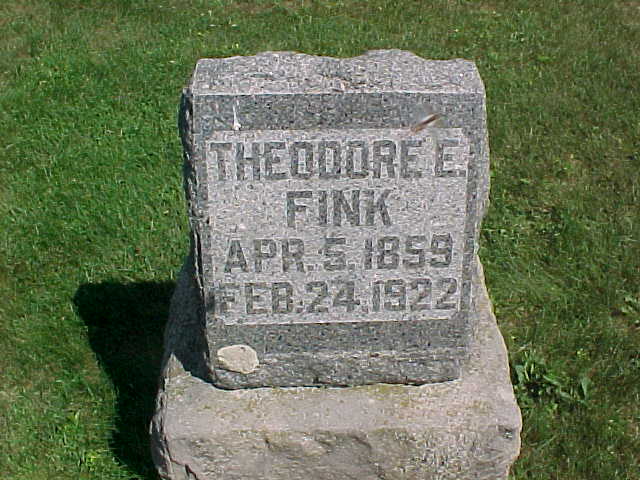 THEODORE E.
FINK
APR. 5. 1859
FEB. 24. 1922